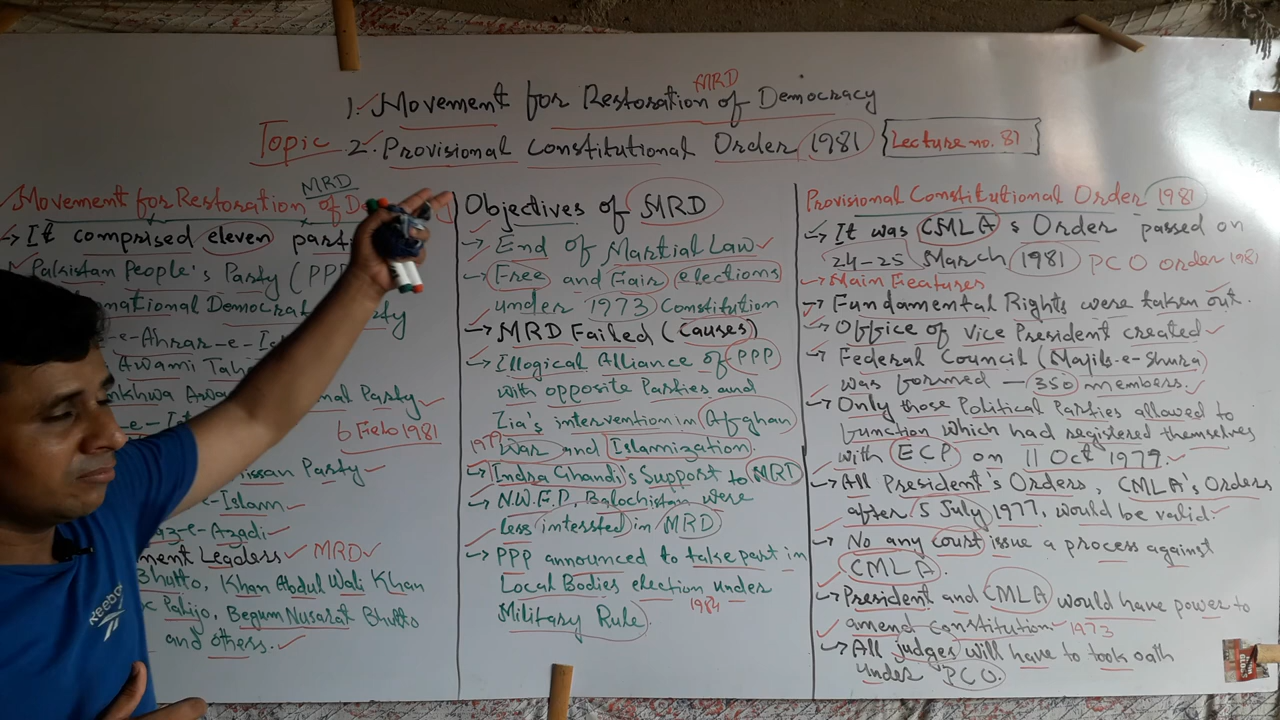 MRD
1. Movement for Restoration of Democracy
Topic 2. Provisional Constitutional Order 1981
Lecture no. 81
MRD
Movement for Restoration of De
→ It comprised eleven part
Pakistan People's Party (PPP
national Democrat
ty
-e-Ahrar-e-Is
Awami Tah
nal Party
6 Feb 1981
Kissan Party
-e-Islam
-e-Azadi
ment Leaders MRD
Bhutto, Khan Abdul Wali Khan
Palijo, Begum Nusarat Bhutto
and others.
Objectives of MRD
→ End of Martial Law
→ Free and Fair elections
under 1973 Constitution
→ MRD Failed (Causes)
→ Illogical Alliance of PPP
with opposite Parties and
Zia's intervention in Afghan
1979 War and Islamization.
→ Indra Ghandi's Support to MRD
→ N.W.F.P, Balochistan were
less interested in MRD
→ PPP announced to take part in
Local Bodies election under
1984
Military Rule.
Provisional Constitutional Order 1981
→ It was CMLA's Order passed on
24-25 March 1981 PCO order 1981
→ Main Features
→ Fundamental Rights were taken out.
→ Office of Vice President created
→ Federal Council (Majils-e-Shura)
was formed — 350 members.
→ Only those Political Parties allowed to
function which had registered themselves
with ECP on 11 Oct 1979.
→ All President's Orders, CMLA's Orders
after 5 July 1977, would be valid.
→ No any Court issue a process against
CMLA.
→ President and CMLA would have power to
amend constitution 1973
→ All judges will have to took oath
under PCO.
Reebok